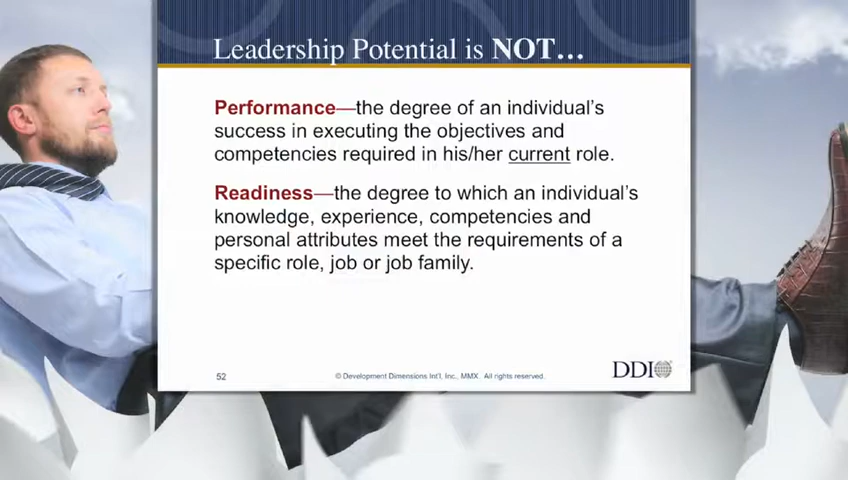 Leadership Potential is NOT…
Performance—the degree of an individual's
success in executing the objectives and
competencies required in his/her current role.
Readiness—the degree to which an individual's
knowledge, experience, competencies and
personal attributes meet the requirements of a
specific role, job or job family.
52
© Development Dimensions Int'l, Inc., MMX. All rights reserved.
DDI